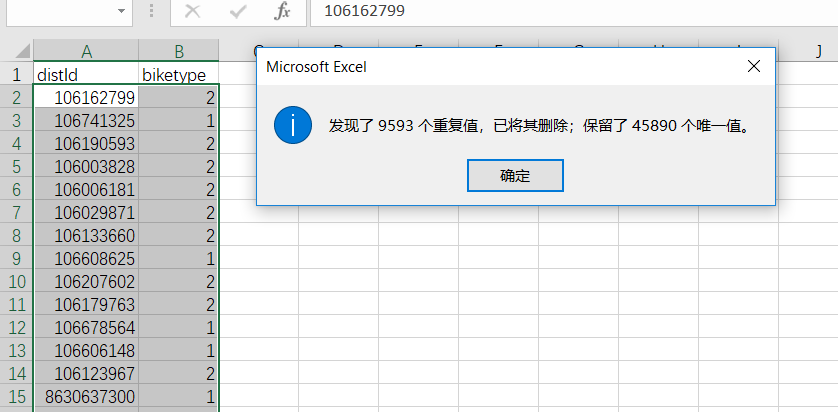 106162799
A B J
1 distId biketype
Microsoft Excel
发现了 9593 个重复值，已将其删除；保留了 45890 个唯一值。
确定
2 106162799 2
3 106741325 1
4 106190593 2
5 106003828 2
6 106006181 2
7 106029871 2
8 106133660 2
9 106608625 1
10 106207602 2
11 106179763 2
12 106678564 1
13 106606148 1
14 106123967 2
15 8630637300 1